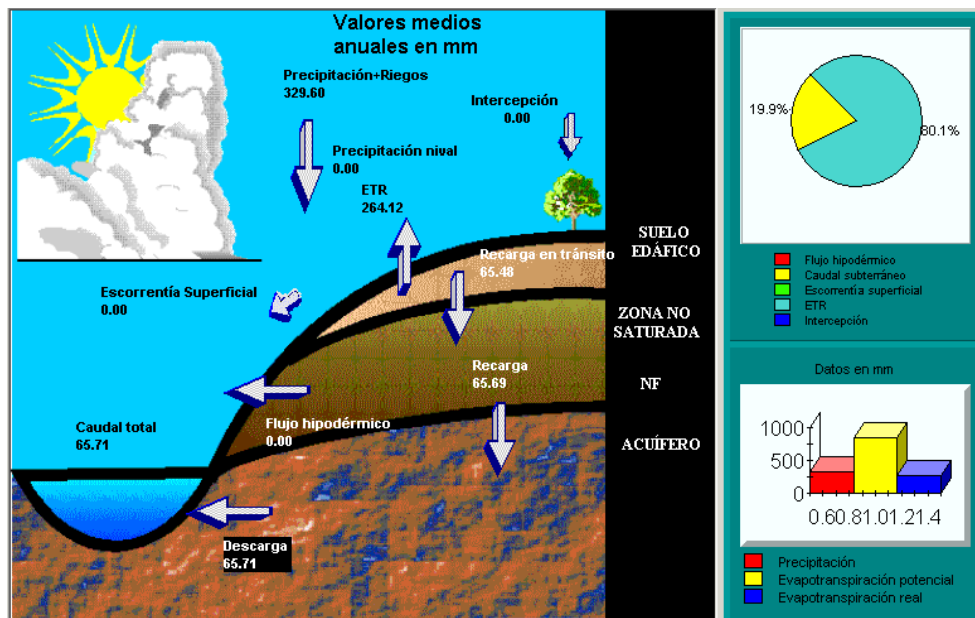 Valores medios
anuales en mm
Precipitación+Riegos
329.60
Intercepción
0.00
Precipitación nival
0.00
ETR
264.12
Recarga en tránsito
65.48
Escorrentía Superficial
0.00
Recarga
65.69
Caudal total
65.71
Flujo hipodérmico
0.00
Descarga
65.71
SUELO
EDÁFICO
ZONA NO
SATURADA
NF
ACUÍFERO
19.9%
80.1%
Flujo hipodérmico
Caudal subterráneo
Escorrentía superficial
ETR
Intercepción
Datos en mm
1000
500
0
0.60.81.01.21.4
Precipitación
Evapotranspiración potencial
Evapotranspiración real